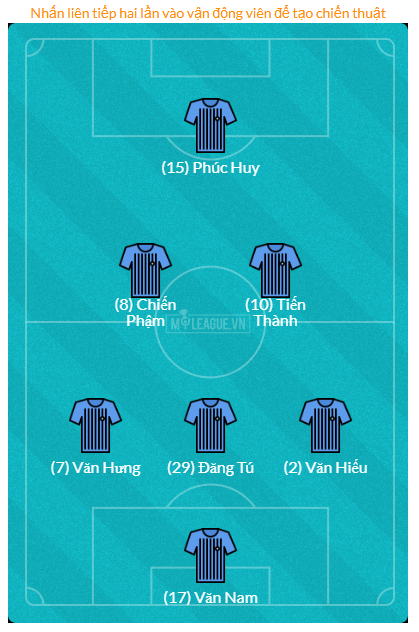 Nhấn liên tiếp hai lần vào vận động viên để tạo chiến thuật
(15) Phúc Huy
(8) Chiến
Phạm
(10) Tiến
Thành
MYLEAGUE.VN
(7) Văn Hưng
(29) Đăng Tú
(2) Văn Hiếu
(17) Văn Nam